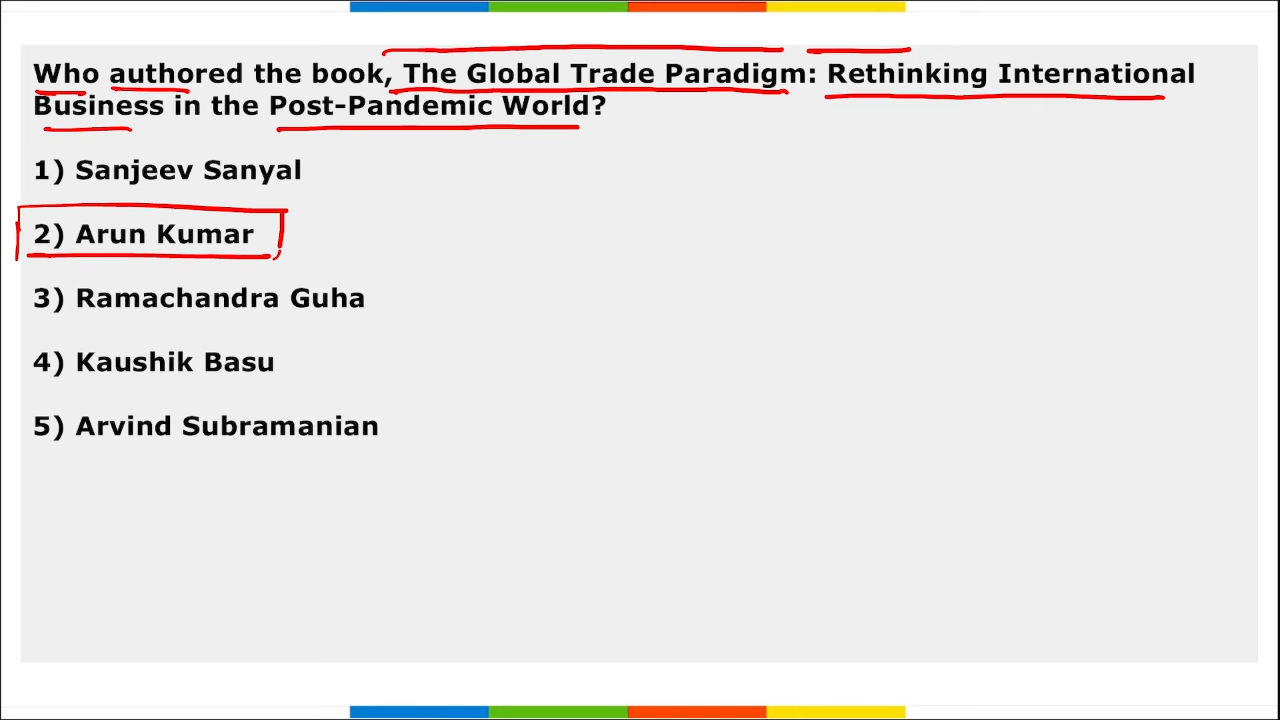 Who authored the book, The Global Trade Paradigm: Rethinking International
Business in the Post-Pandemic World?
1) Sanjeev Sanyal
2) Arun Kumar
3) Ramachandra Guha
4) Kaushik Basu
5) Arvind Subramanian